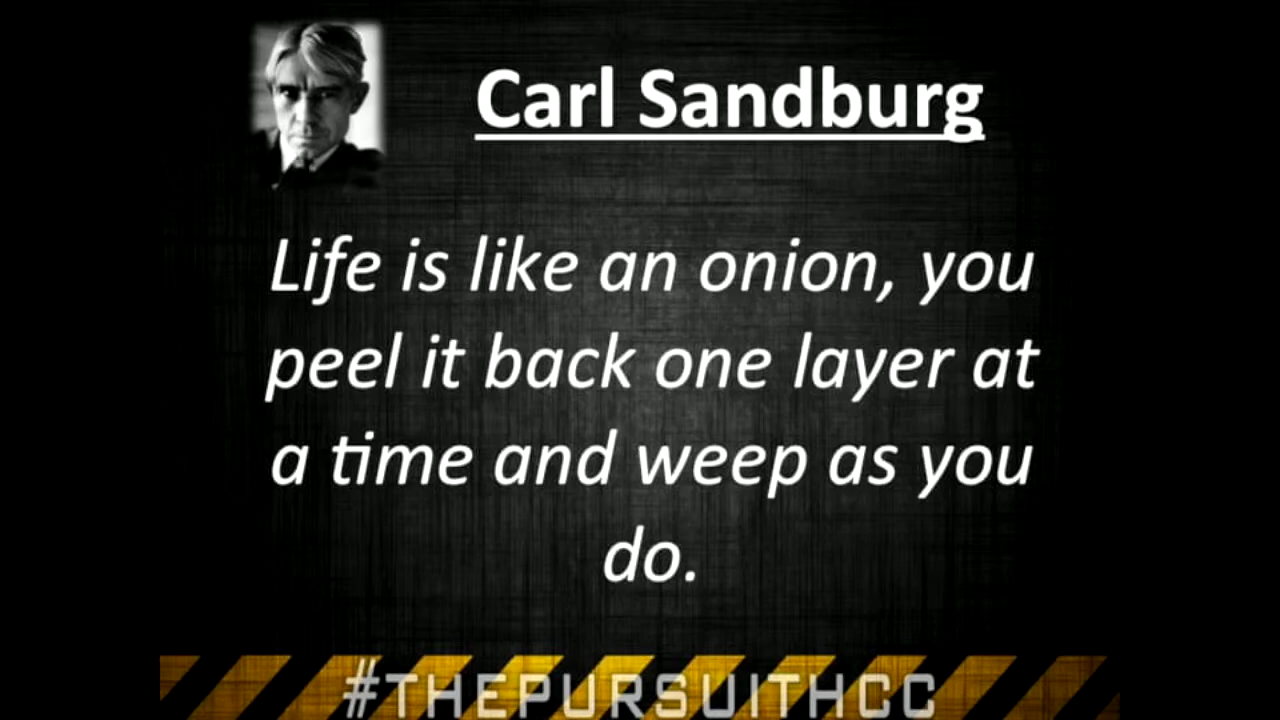 Carl Sandburg
Life is like an onion, you
peel it back one layer at
a time and weep as you
do.
#THEPURSUITHCC